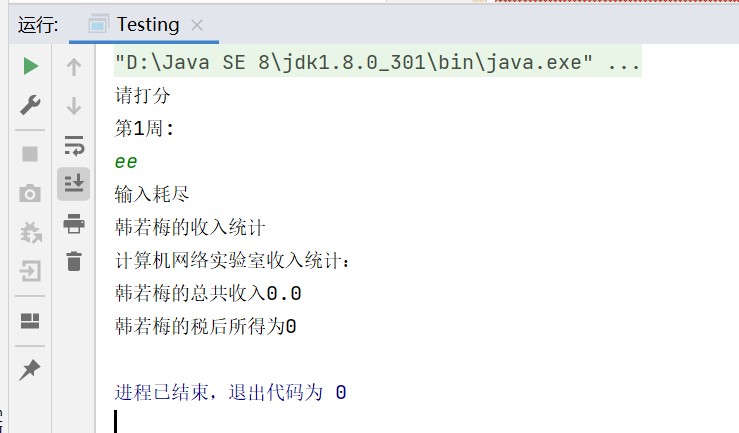 运行: Testing ×
"D:\Java SE 8\jdk1.8.0_301\bin\java.exe" ...
请打分
第1周:
ee
输入耗尽
韩若梅的收入统计
计算机网络实验室收入统计:
韩若梅的总共收入0.0
韩若梅的税后所得为0
进程已结束，退出代码为 0